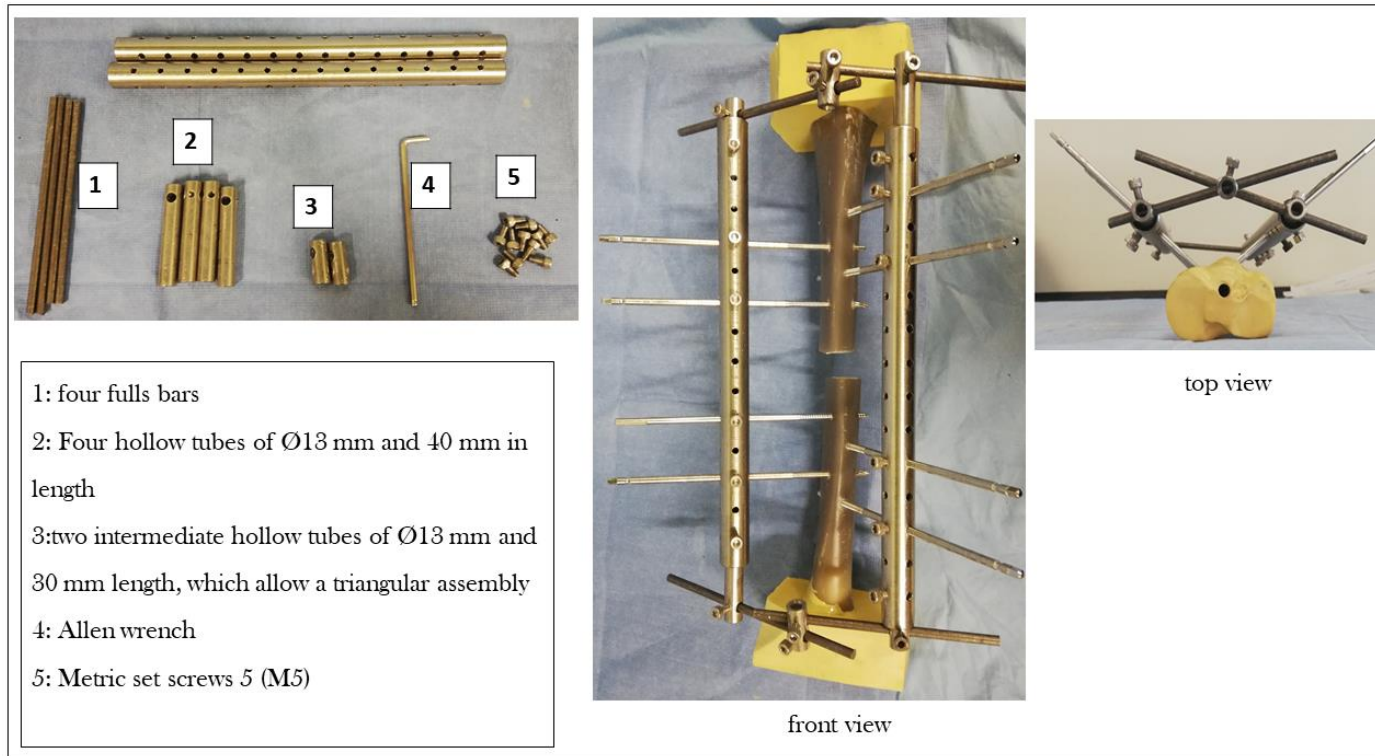 2
1
3
4
5
1: four fulls bars
2: Four hollow tubes of Ø13 mm and 40 mm in
length
3:two intermediate hollow tubes of Ø13 mm and
30 mm length, which allow a triangular assembly
4: Allen wrench
5: Metric set screws 5 (M5)
front view
top view